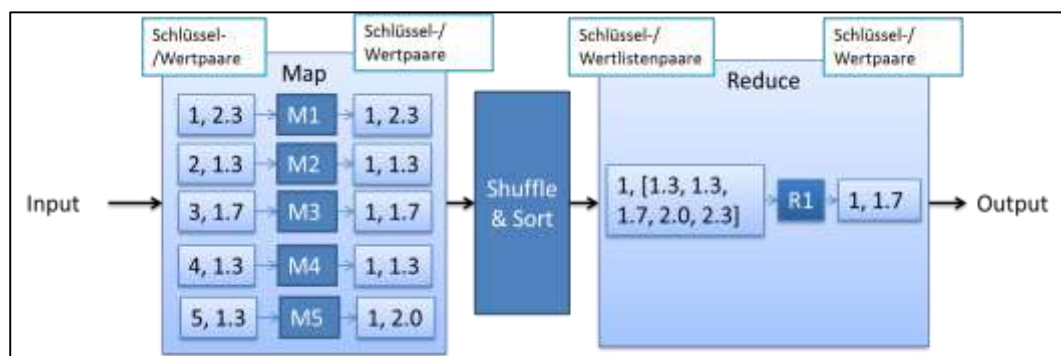 Schlüssel-
/Wertpaare
Schlüssel-/
Wertpaare
Schlüssel-/
Wertlistenpaare
Schlüssel-/
Wertpaare
Map
Reduce
1, 2.3 M1 1, 2.3
2, 1.3 M2 1, 1.3
3, 1.7 M3 1, 1.7
4, 1.3 M4 1, 1.3
5, 1.3 M5 1, 2.0
Input
Shuffle
& Sort
1, [1.3, 1.3,
1.7, 2.0, 2.3]
R1
1, 1.7
Output